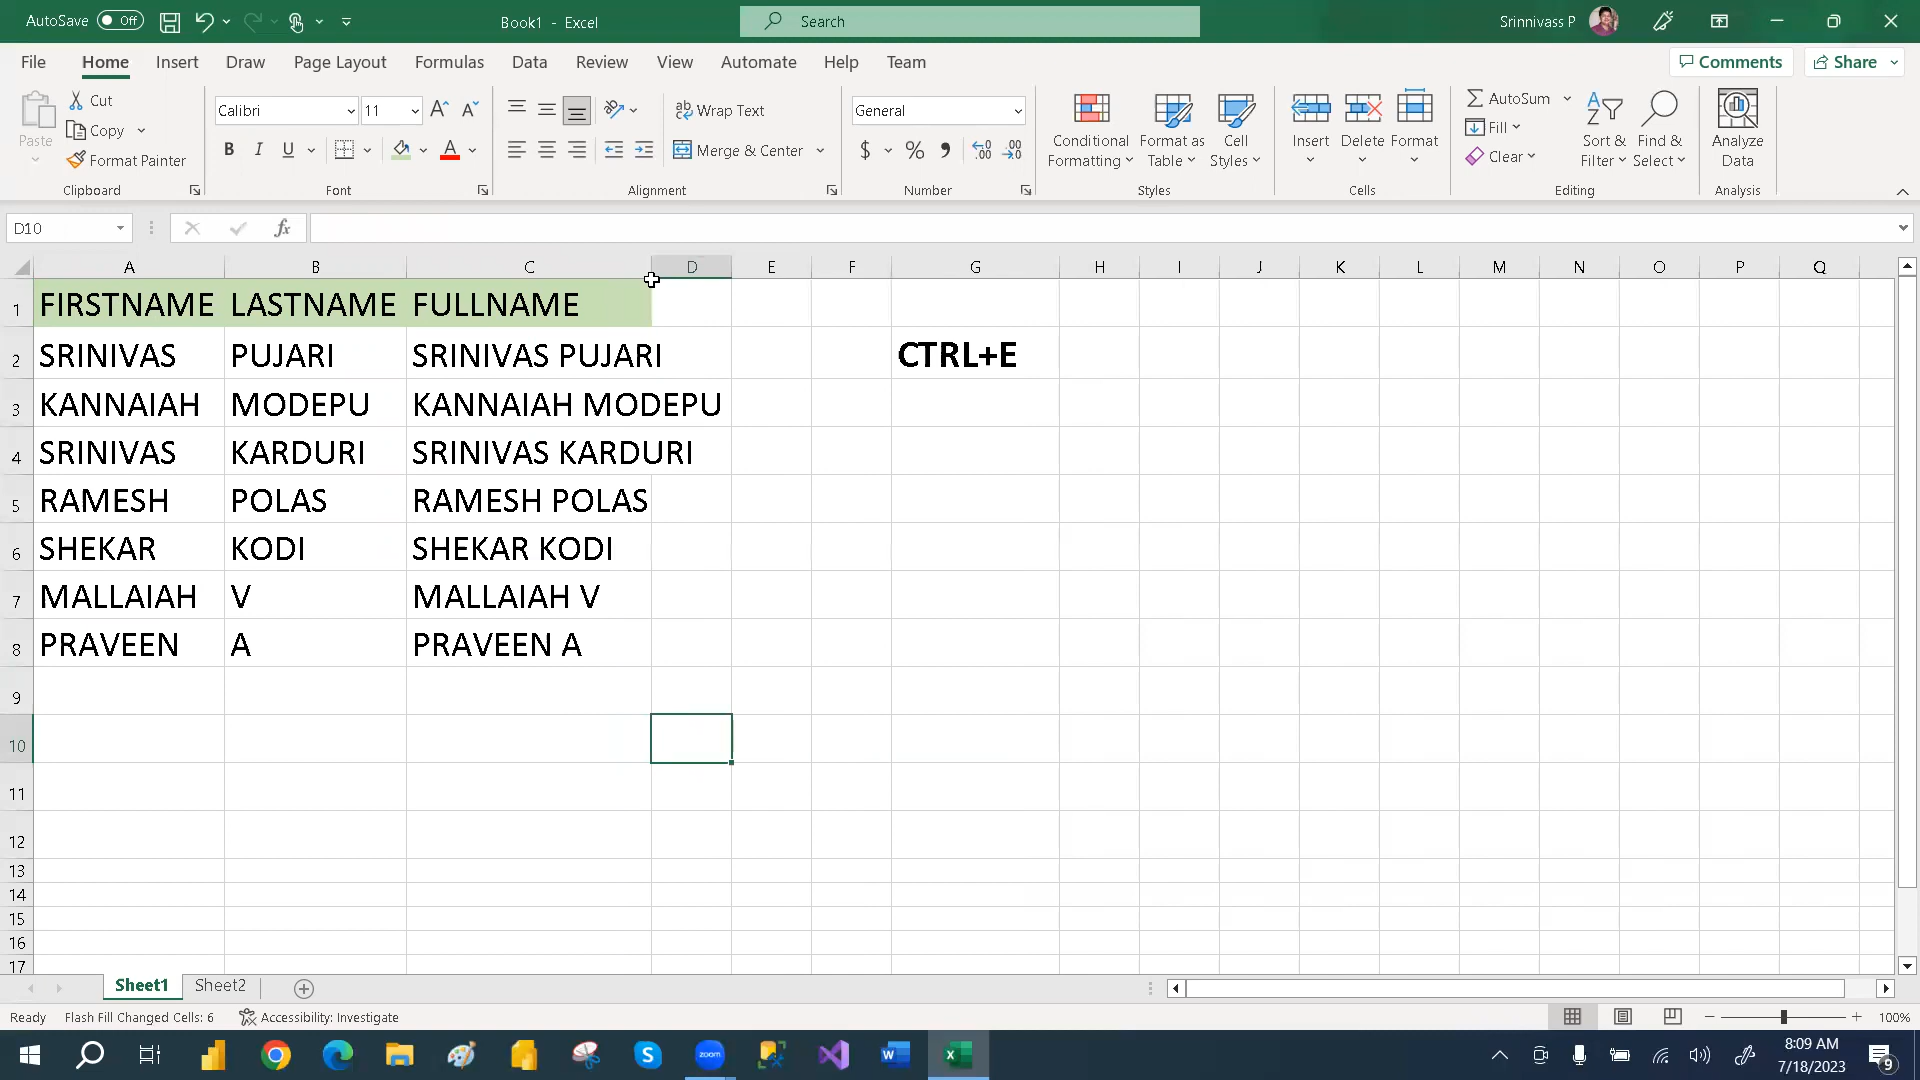 AutoSave Off
Book1 - Excel
Search
Srinnivass P
File Home Insert Draw Page Layout Formulas Data Review View Automate Help Team
Comments Share
Paste
Cut
Copy
Format Painter
Clipboard
Calibri 11
B I U A
Font
Wrap Text
Merge & Center
Alignment
General
$ % 9
Number
Conditional Formatting
Format as Table
Cell Styles
Styles
Insert Delete Format
Cells
AutoSum
Fill
Clear
Sort & Filter
Find & Select
Editing
Analyze Data
Analysis
D10 fx
A B C D E F G H I J K L M N O P Q
1 FIRSTNAME LASTNAME FULLNAME
2 SRINIVAS PUJARI SRINIVAS PUJARI CTRL+E
3 KANNAIAH MODEPU KANNAIAH MODEPU
4 SRINIVAS KARDURI SRINIVAS KARDURI
5 RAMESH POLAS RAMESH POLAS
6 SHEKAR KODI SHEKAR KODI
7 MALLAIAH V MALLAIAH V
8 PRAVEEN A PRAVEEN A
9
10
11
12
13
14
15
16
17
Sheet1 Sheet2
Ready Flash Fill Changed Cells: 6 Accessibility: Investigate 100%
zoom
8:09 AM
7/18/2023
9